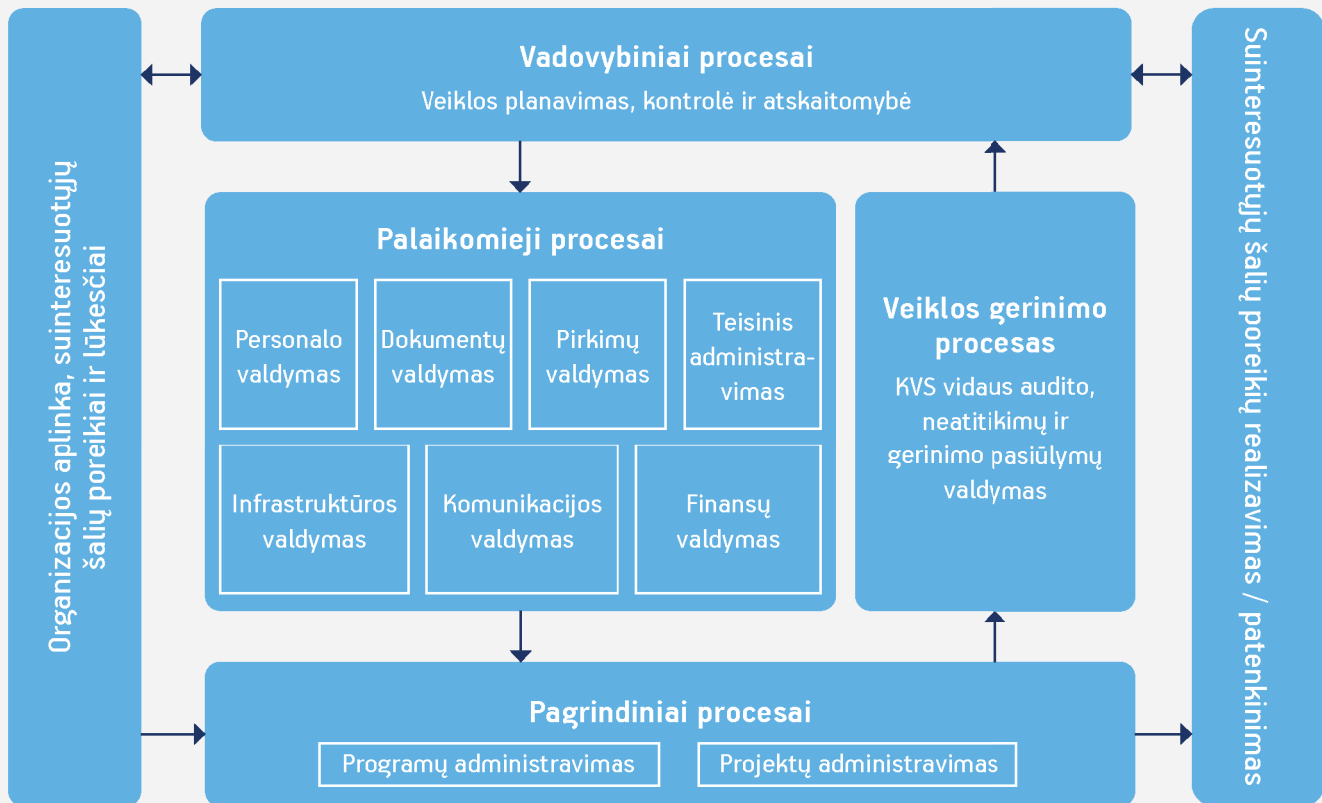 Organizacijos aplinka, suinteresuotųjų
šalių poreikiai ir lūkesčiai
Vadovybiniai procesai
Veiklos planavimas, kontrolė ir atskaitomybė
Palaikomieji procesai
Personalo
valdymas
Dokumentų
valdymas
Pirkimų
valdymas
Teisinis
administra-
vimas
Infrastruktūros
valdymas
Komunikacijos
valdymas
Finansų
valdymas
Veiklos gerinimo
procesas
KVS vidaus audito,
neatitikimų ir
gerinimo pasiūlymų
valdymas
Pagrindiniai procesai
Programų administravimas
Projektų administravimas
Suinteresuotųjų šalių poreikių realizavimas / patenkinimas